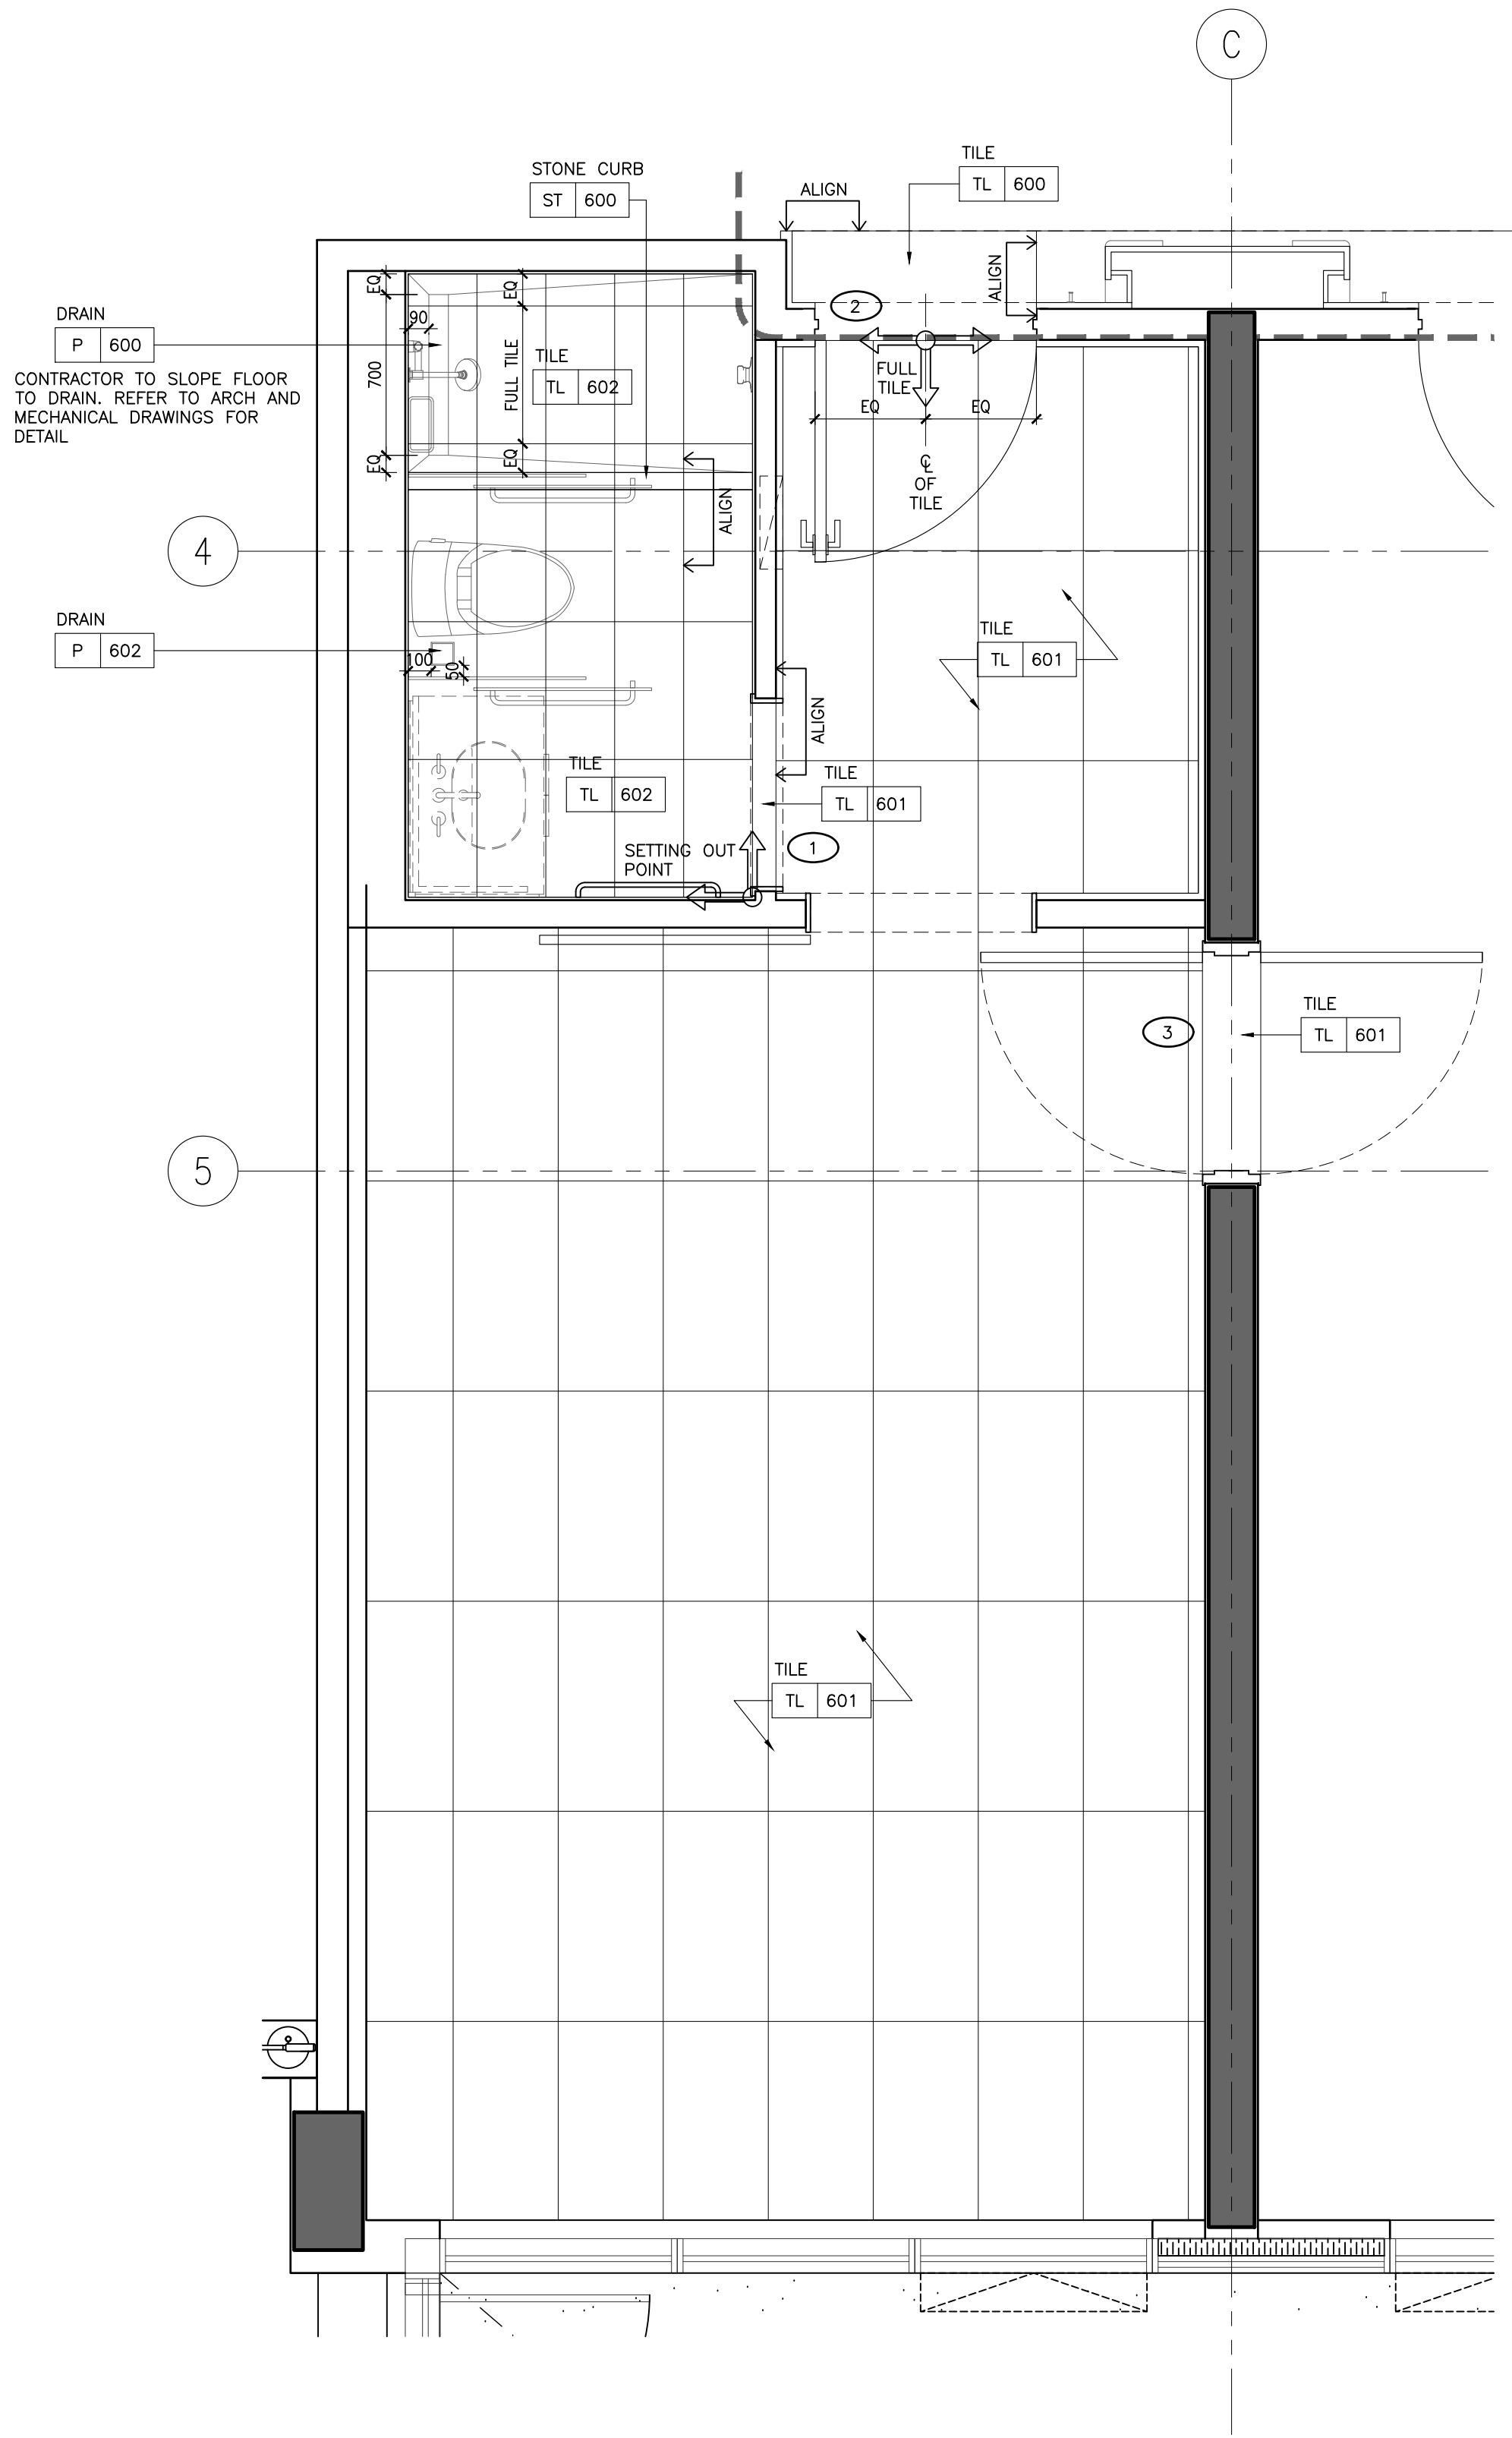 C
TILE
TL 600
STONE CURB
ST 600
ALIGN
ALIGN
EQ
EQ
2
DRAIN
P 600
90
700
FULL TILE
TILE
TL 602
FULL
TILE
CONTRACTOR TO SLOPE FLOOR
TO DRAIN. REFER TO ARCH AND
MECHANICAL DRAWINGS FOR
DETAIL
EQ
EQ
EQ
EQ
℄
OF
TILE
ALIGN
4
DRAIN
P 602
TILE
TL 601
100
50
ALIGN
TILE
TL 602
TILE
TL 601
SETTING OUT
POINT
1
TILE
TL 601
3
5
TILE
TL 601